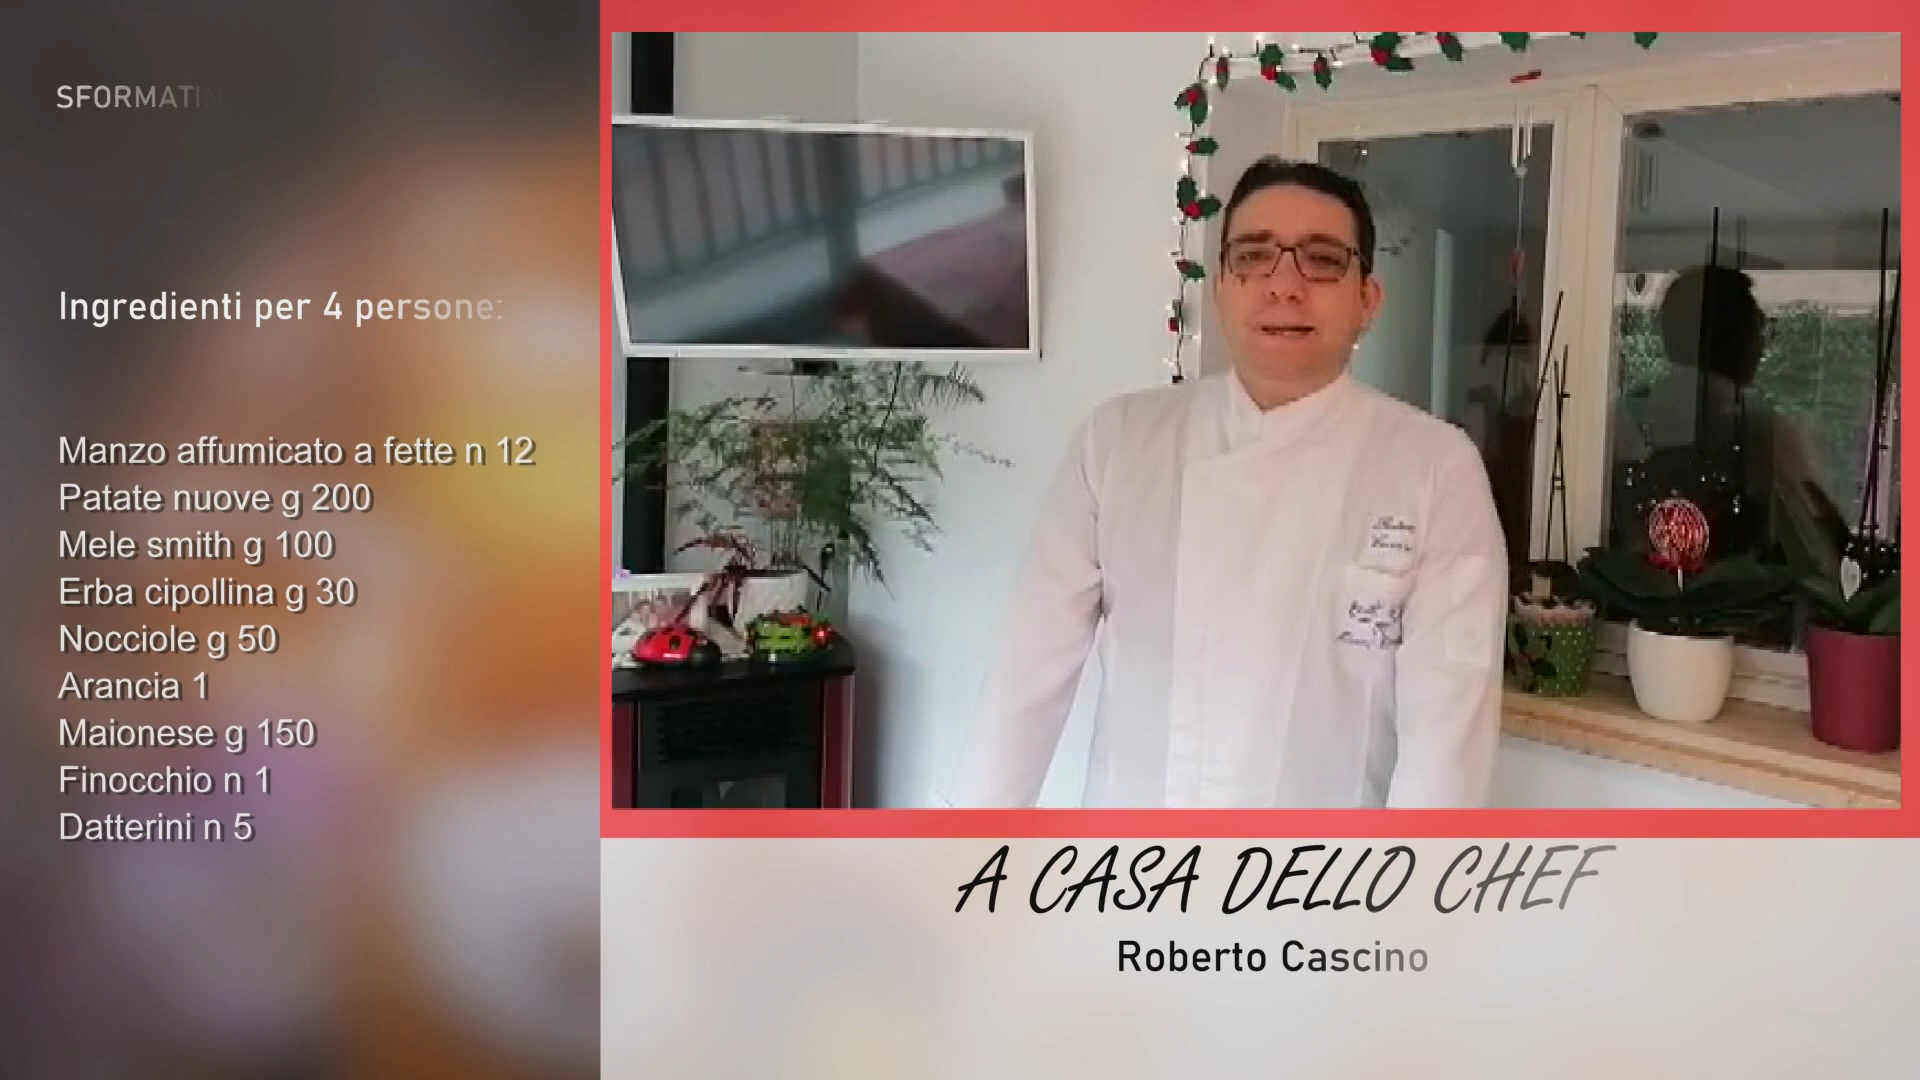 SFORMATIN
Ingredienti per 4 persone:
Manzo affumicato a fette n 12
Patate nuove g 200
Mele smith g 100
Erba cipollina g 30
Nocciole g 50
Arancia 1
Maionese g 150
Finocchio n 1
Datterini n 5
A CASA DELLO CHEF
Roberto Cascino